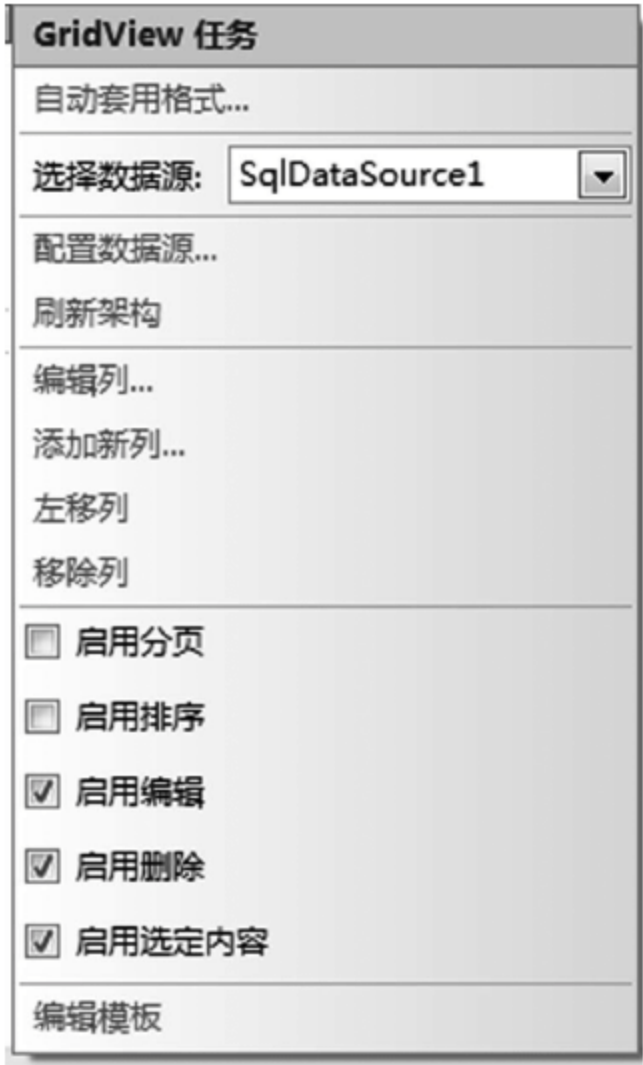 GridView 任务
自动套用格式...
选择数据源: SqlDataSource1
配置数据源...
刷新架构
编辑列...
添加新列...
左移列
移除列
启用分页
启用排序
启用编辑
启用删除
启用选定内容
编辑模板